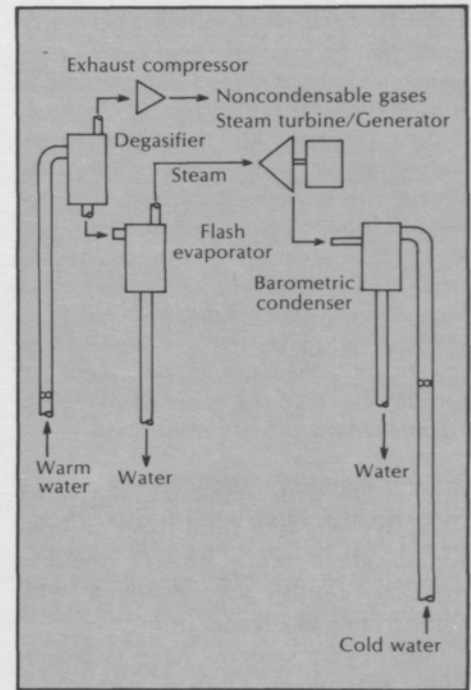 Exhaust compressor
Noncondensable gases
Steam turbine/Generator
Degasifier
Steam
Flash
evaporator
Barometric
condenser
Warm
water
Water
Water
Cold water